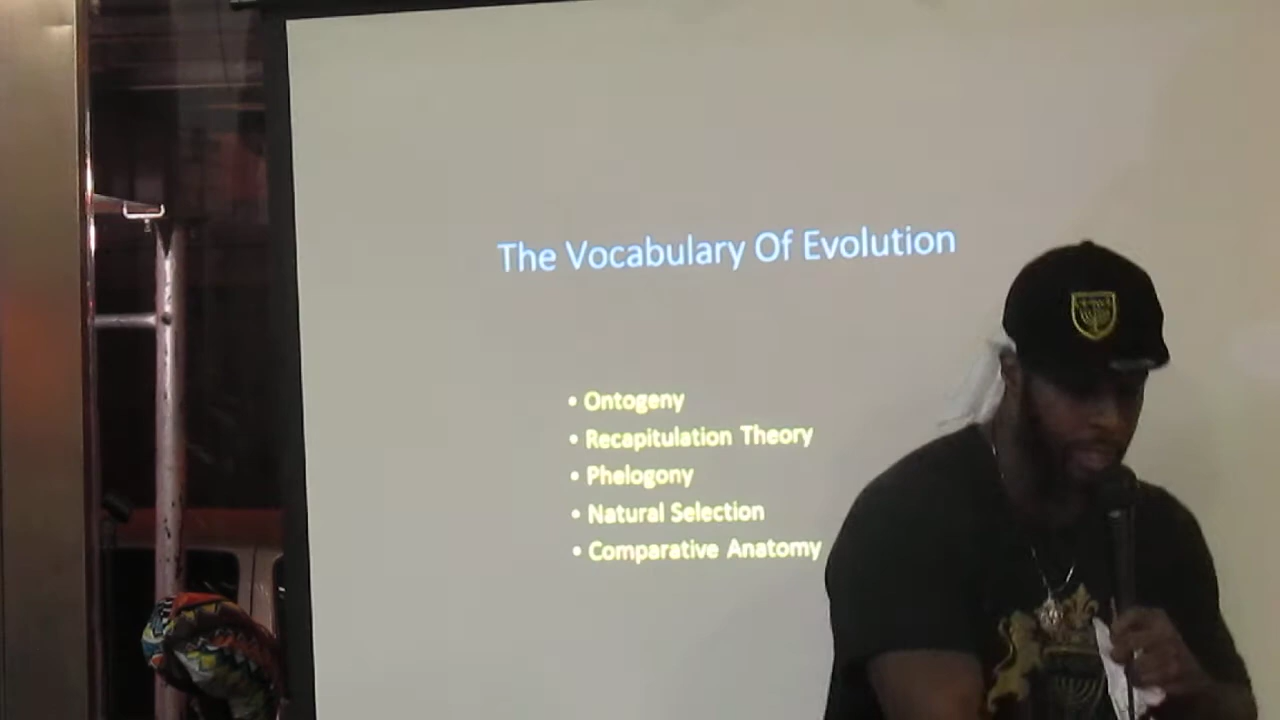 The Vocabulary Of Evolution
• Ontogeny
• Recapitulation Theory
• Phelogony
• Natural Selection
• Comparative Anatomy